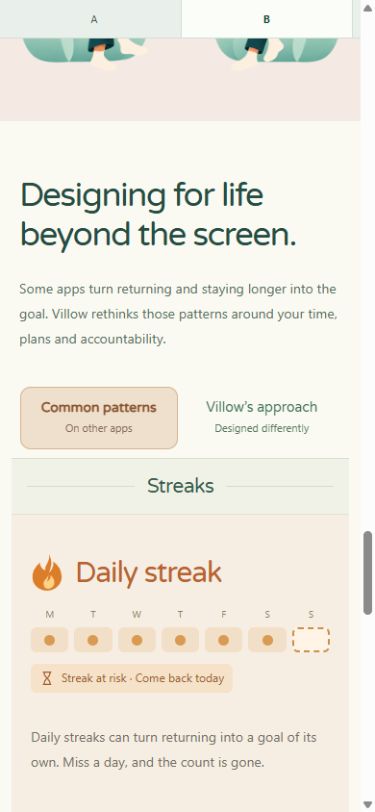 A
B
Designing for life
beyond the screen.
Some apps turn returning and staying longer into the
goal. Villow rethinks those patterns around your time,
plans and accountability.
Common patterns
On other apps
Villow’s approach
Designed differently
Streaks
Daily streak
M T W T F S S
Streak at risk · Come back today
Daily streaks can turn returning into a goal of its
own. Miss a day, and the count is gone.